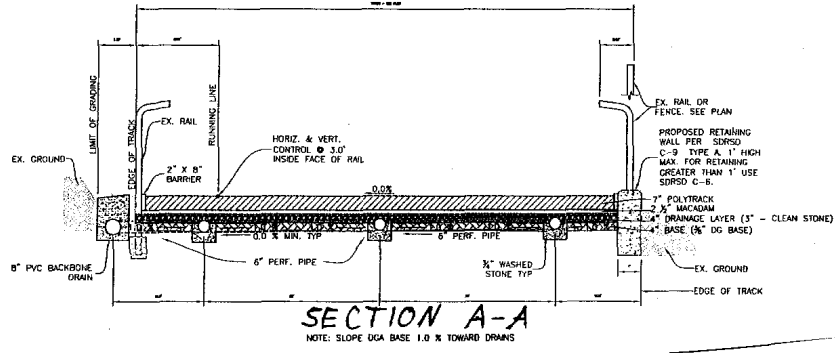 LIMIT OF GRADING
EDGE OF TRACK
RUNNING LINE
EX. RAIL
EX. GROUND
2" X 8"
BARRIER
HORIZ. & VERT.
CONTROL @ 3.0'
INSIDE FACE OF RAIL
0.0%
EX. RAIL OR
FENCE. SEE PLAN
PROPOSED RETAINING
WALL PER SDRSD
C-9 TYPE A, 1' HIGH
MAX. FOR RETAINING
GREATER THAN 1' USE
SDRSD C-6.
7" POLYTRACK
2 ½" MACADAM
4" DRAINAGE LAYER (3" - CLEAN STONE)
4" BASE (⅜" DG BASE)
0.0 % MIN. TYP
6" PERF. PIPE
6" PERF. PIPE
8" PVC BACKBONE
DRAIN
¾" WASHED
STONE TYP
EX. GROUND
EDGE OF TRACK
SECTION A-A
NOTE: SLOPE DGA BASE 1.0 % TOWARD DRAINS